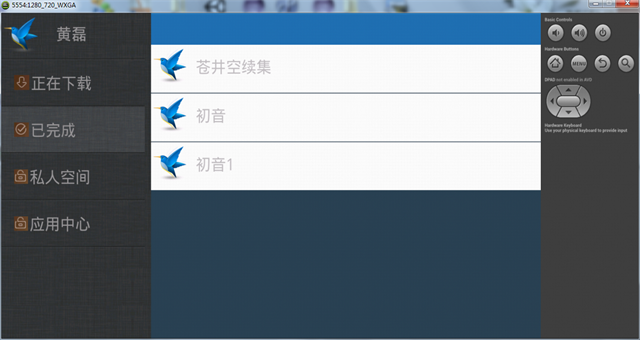 5554:1280_720_WXGA
黄磊
正在下载
已完成
私人空间
应用中心
苍井空续集
初音
初音1
Basic Controls
Hardware Buttons
MENU
DPAD not enabled in AVD
Hardware Keyboard
Use your physical keyboard to provide input